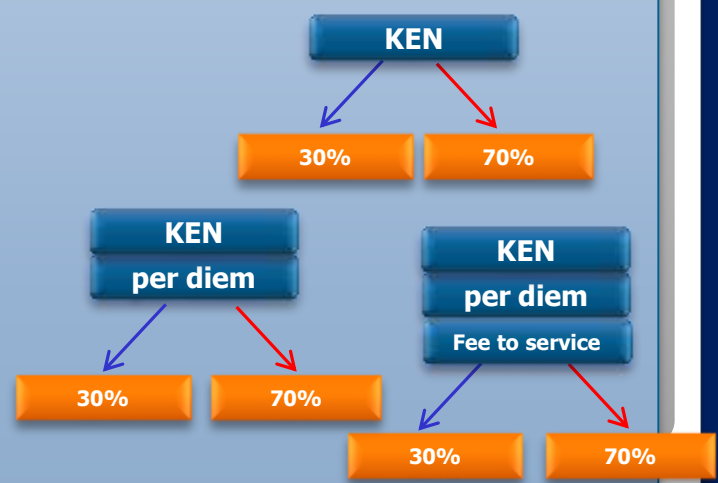 KEN
30%
70%
KEN
per diem
30%
70%
KEN
per diem
Fee to service
30%
70%